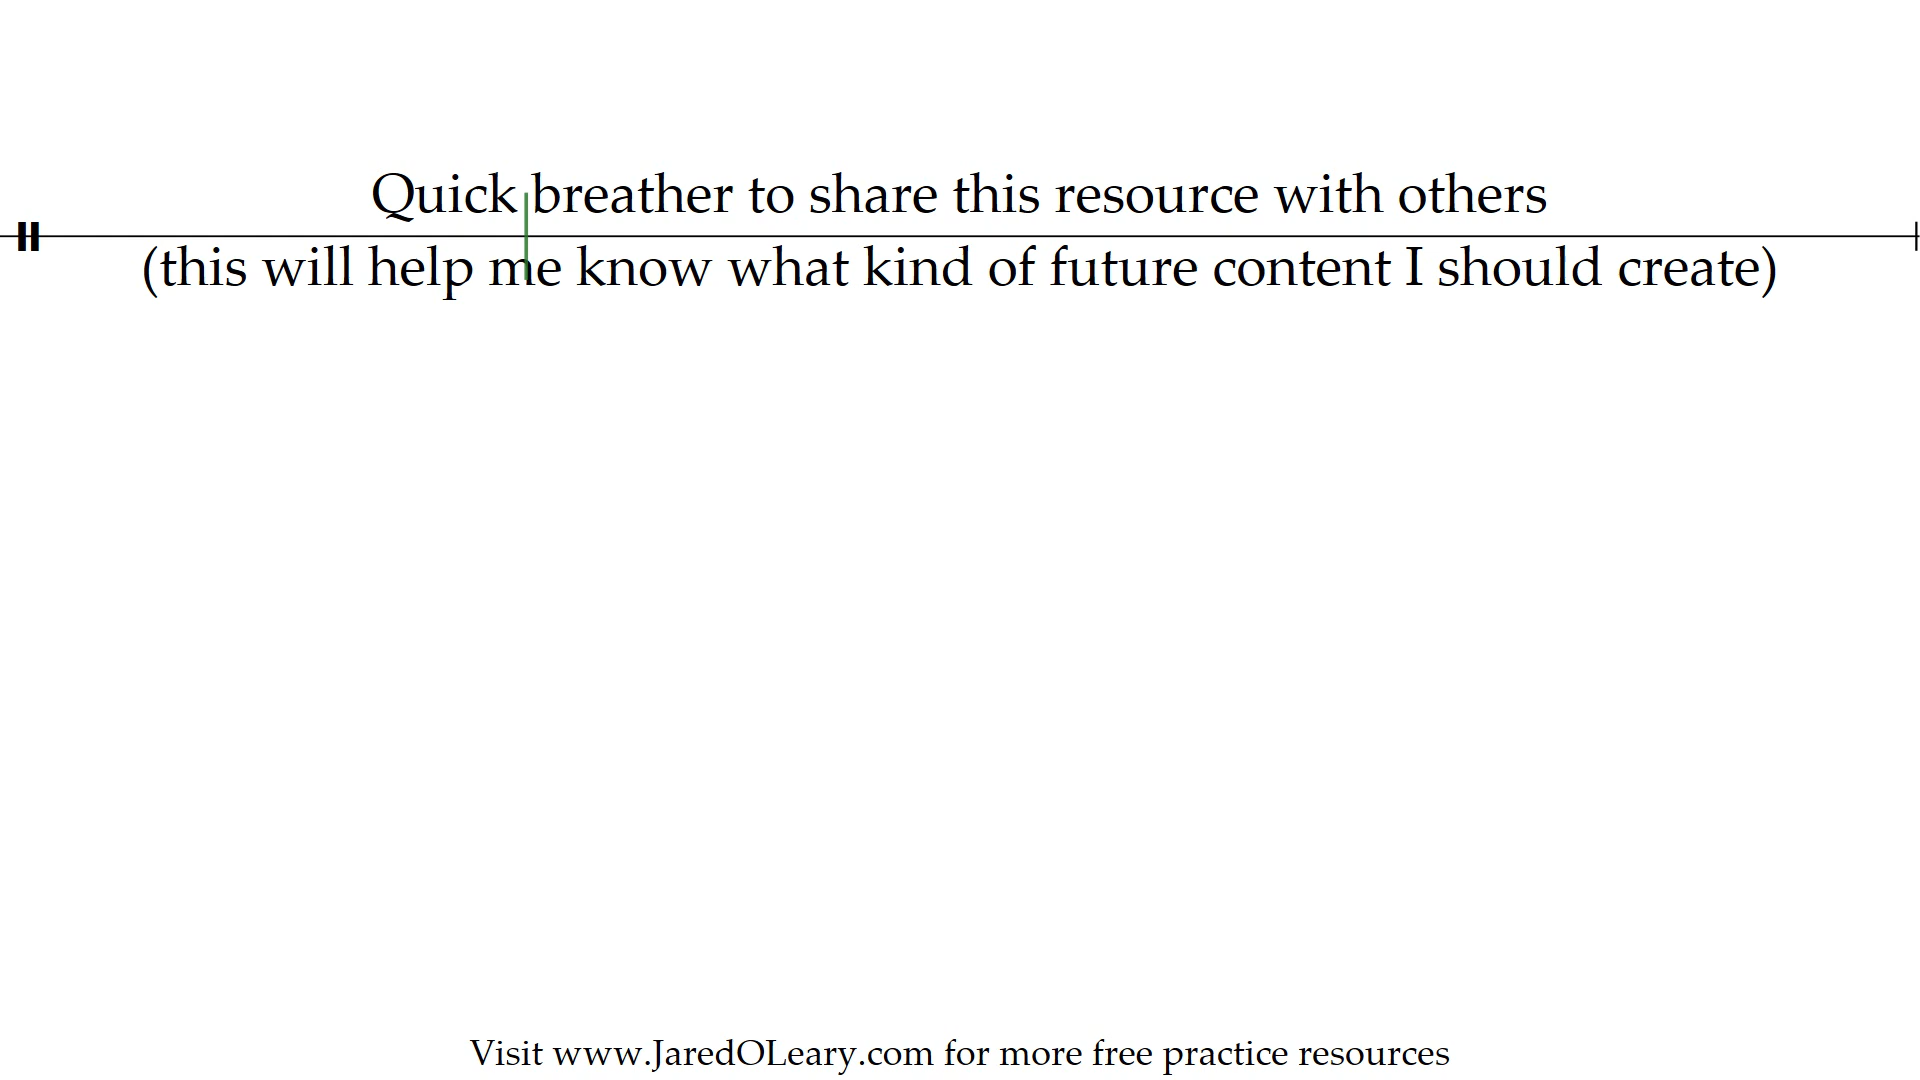 Quick breather to share this resource with others
(this will help me know what kind of future content I should create)
Visit www.JaredOLeary.com for more free practice resources